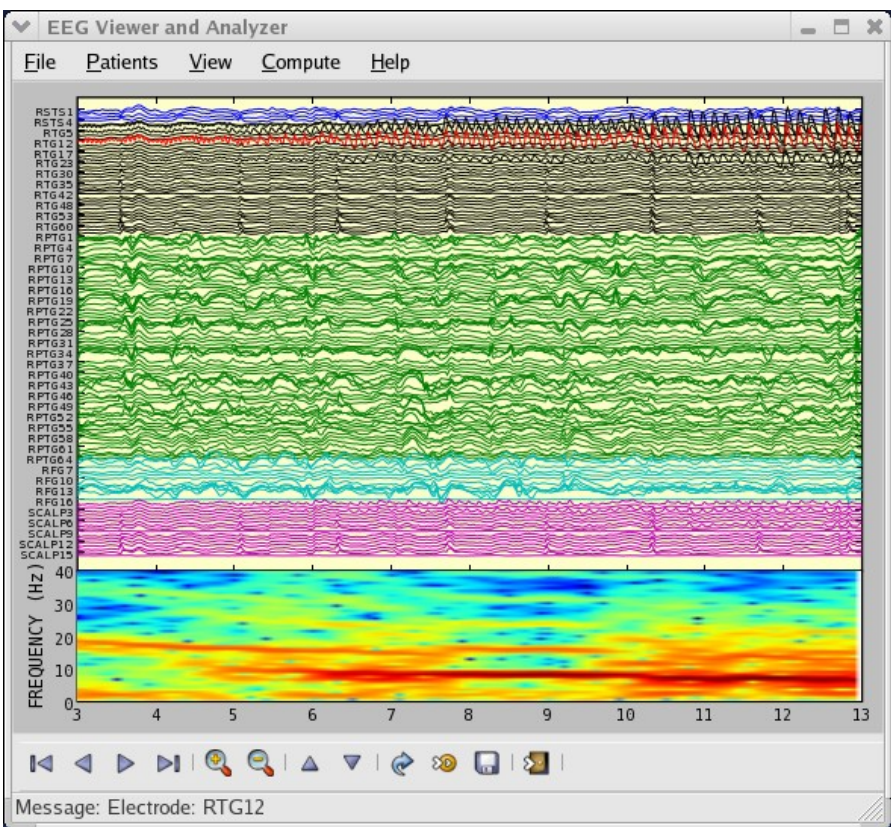 EEG Viewer and Analyzer
File Patients View Compute Help
RSTS1
RSTS4
RTG5
RTG12
RTG17
RTG23
RTG30
RTG35
RTG42
RTG48
RTG53
RTG60
RPTG1
RPTG4
RPTG7
RPTG10
RPTG13
RPTG16
RPTG19
RPTG22
RPTG25
RPTG28
RPTG31
RPTG34
RPTG37
RPTG40
RPTG43
RPTG46
RPTG49
RPTG52
RPTG55
RPTG58
RPTG61
RPTG64
RFG7
RFG10
RFG13
RFG16
SCALP3
SCALP6
SCALP9
SCALP12
SCALP15
FREQUENCY (Hz)
40
30
20
10
0
3 4 5 6 7 8 9 10 11 12 13
Message: Electrode: RTG12